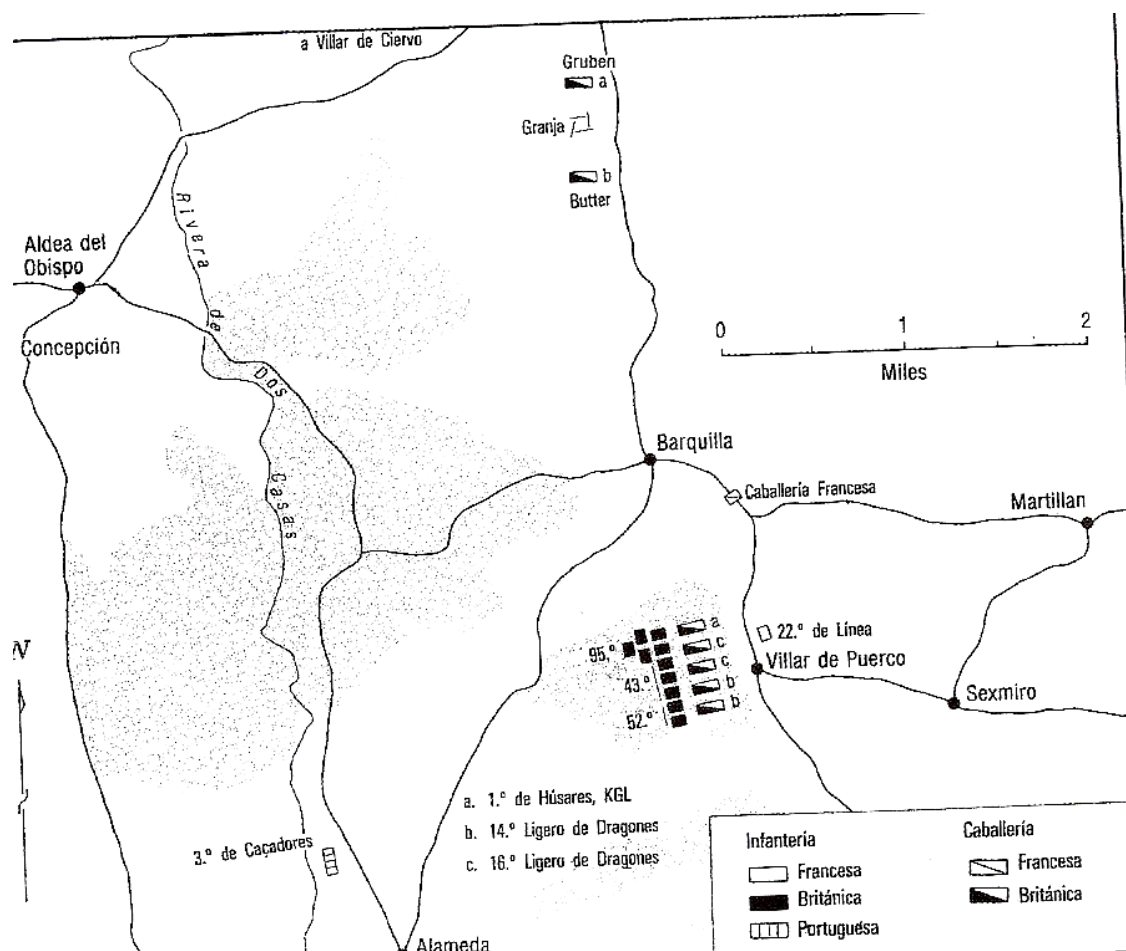 a Villar de Ciervo
Gruben
a
Granja
b
Butter
Rivera de Dos Casas
Aldea del
Obispo
Concepción
0 1 2
Miles
Barquilla
Caballería Francesa
Martillan
95.º
a
c
22.º de Línea
43.º
c
Villar de Puerco
b
52.º
b
Sexmiro
N
a. 1.º de Húsares, KGL
b. 14.º Ligero de Dragones
c. 16.º Ligero de Dragones
3.º de Caçadores
Alameda
Infantería
Francesa
Británica
Portuguesa
Caballería
Francesa
Británica